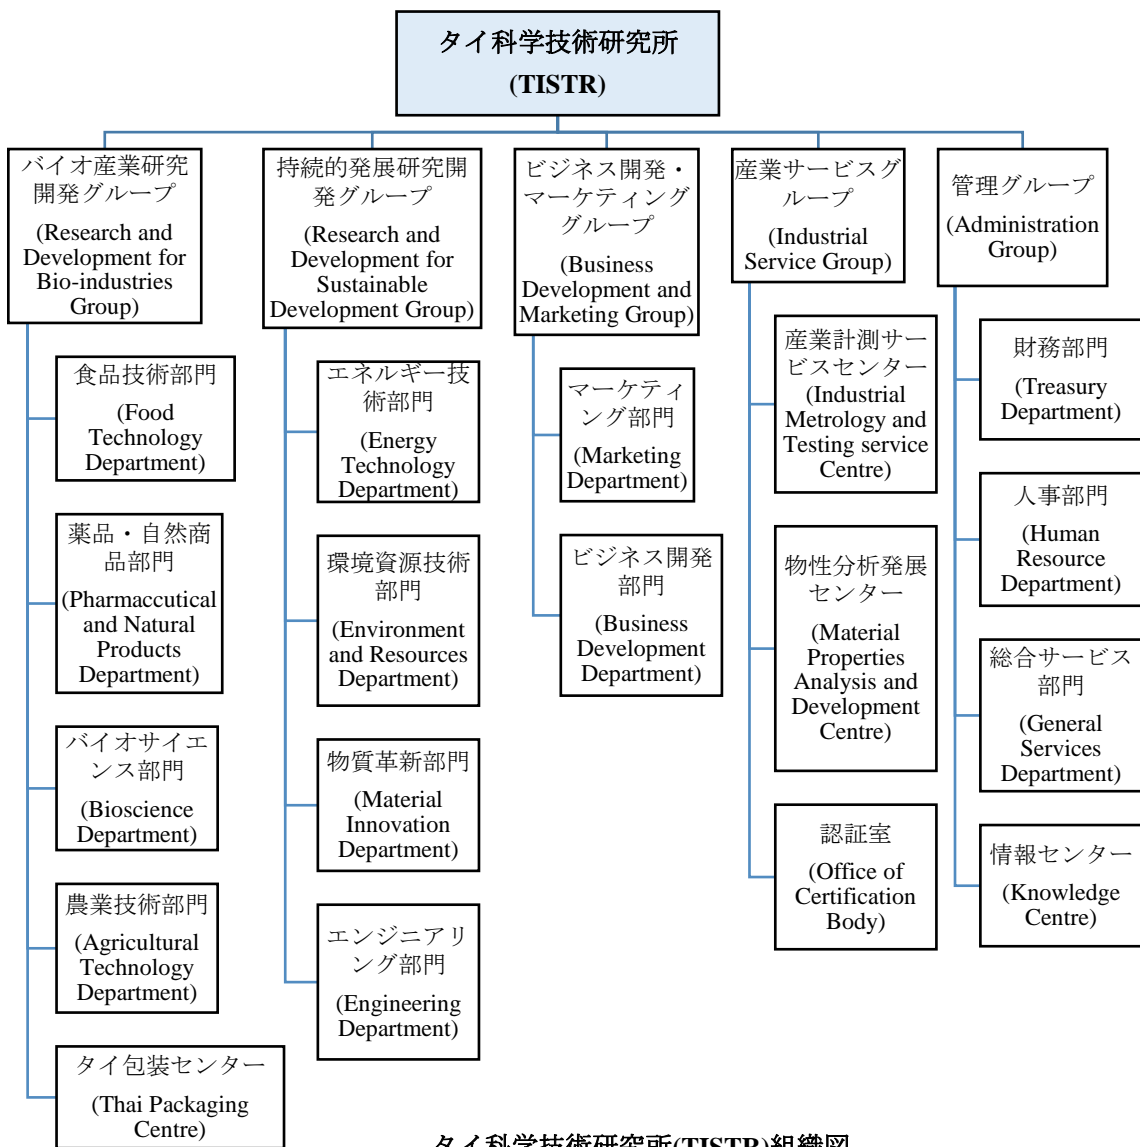 タイ科学技術研究所
(TISTR)
バイオ産業研究
開発グループ
(Research and
Development for
Bio-industries
Group)
食品技術部門
(Food
Technology
Department)
薬品・自然商
品部門
(Pharmaccutical
and Natural
Products
Department)
バイオサイエ
ンス部門
(Bioscience
Department)
農業技術部門
(Agricultural
Technology
Department)
タイ包装センター
(Thai Packaging
Centre)
持続的発展研究開
発グループ
(Research and
Development for
Sustainable
Development Group)
エネルギー技
術部門
(Energy
Technology
Department)
環境資源技術
部門
(Environment
and Resources
Department)
物質革新部門
(Material
Innovation
Department)
エンジニアリ
ング部門
(Engineering
Department)
ビジネス開発・
マーケティング
グループ
(Business
Development and
Marketing Group)
マーケティ
ング部門
(Marketing
Department)
ビジネス開発
部門
(Business
Development
Department)
産業サービスグ
ループ
(Industrial
Service Group)
産業計測サー
ビスセンター
(Industrial
Metrology and
Testing service
Centre)
物性分析発展
センター
(Material
Properties
Analysis and
Development
Centre)
認証室
(Office of
Certification
Body)
管理グループ
(Administration
Group)
財務部門
(Treasury
Department)
人事部門
(Human
Resource
Department)
総合サービス
部門
(General
Services
Department)
情報センター
(Knowledge
Centre)
タイ科学技術研究所(TISTR)組織図